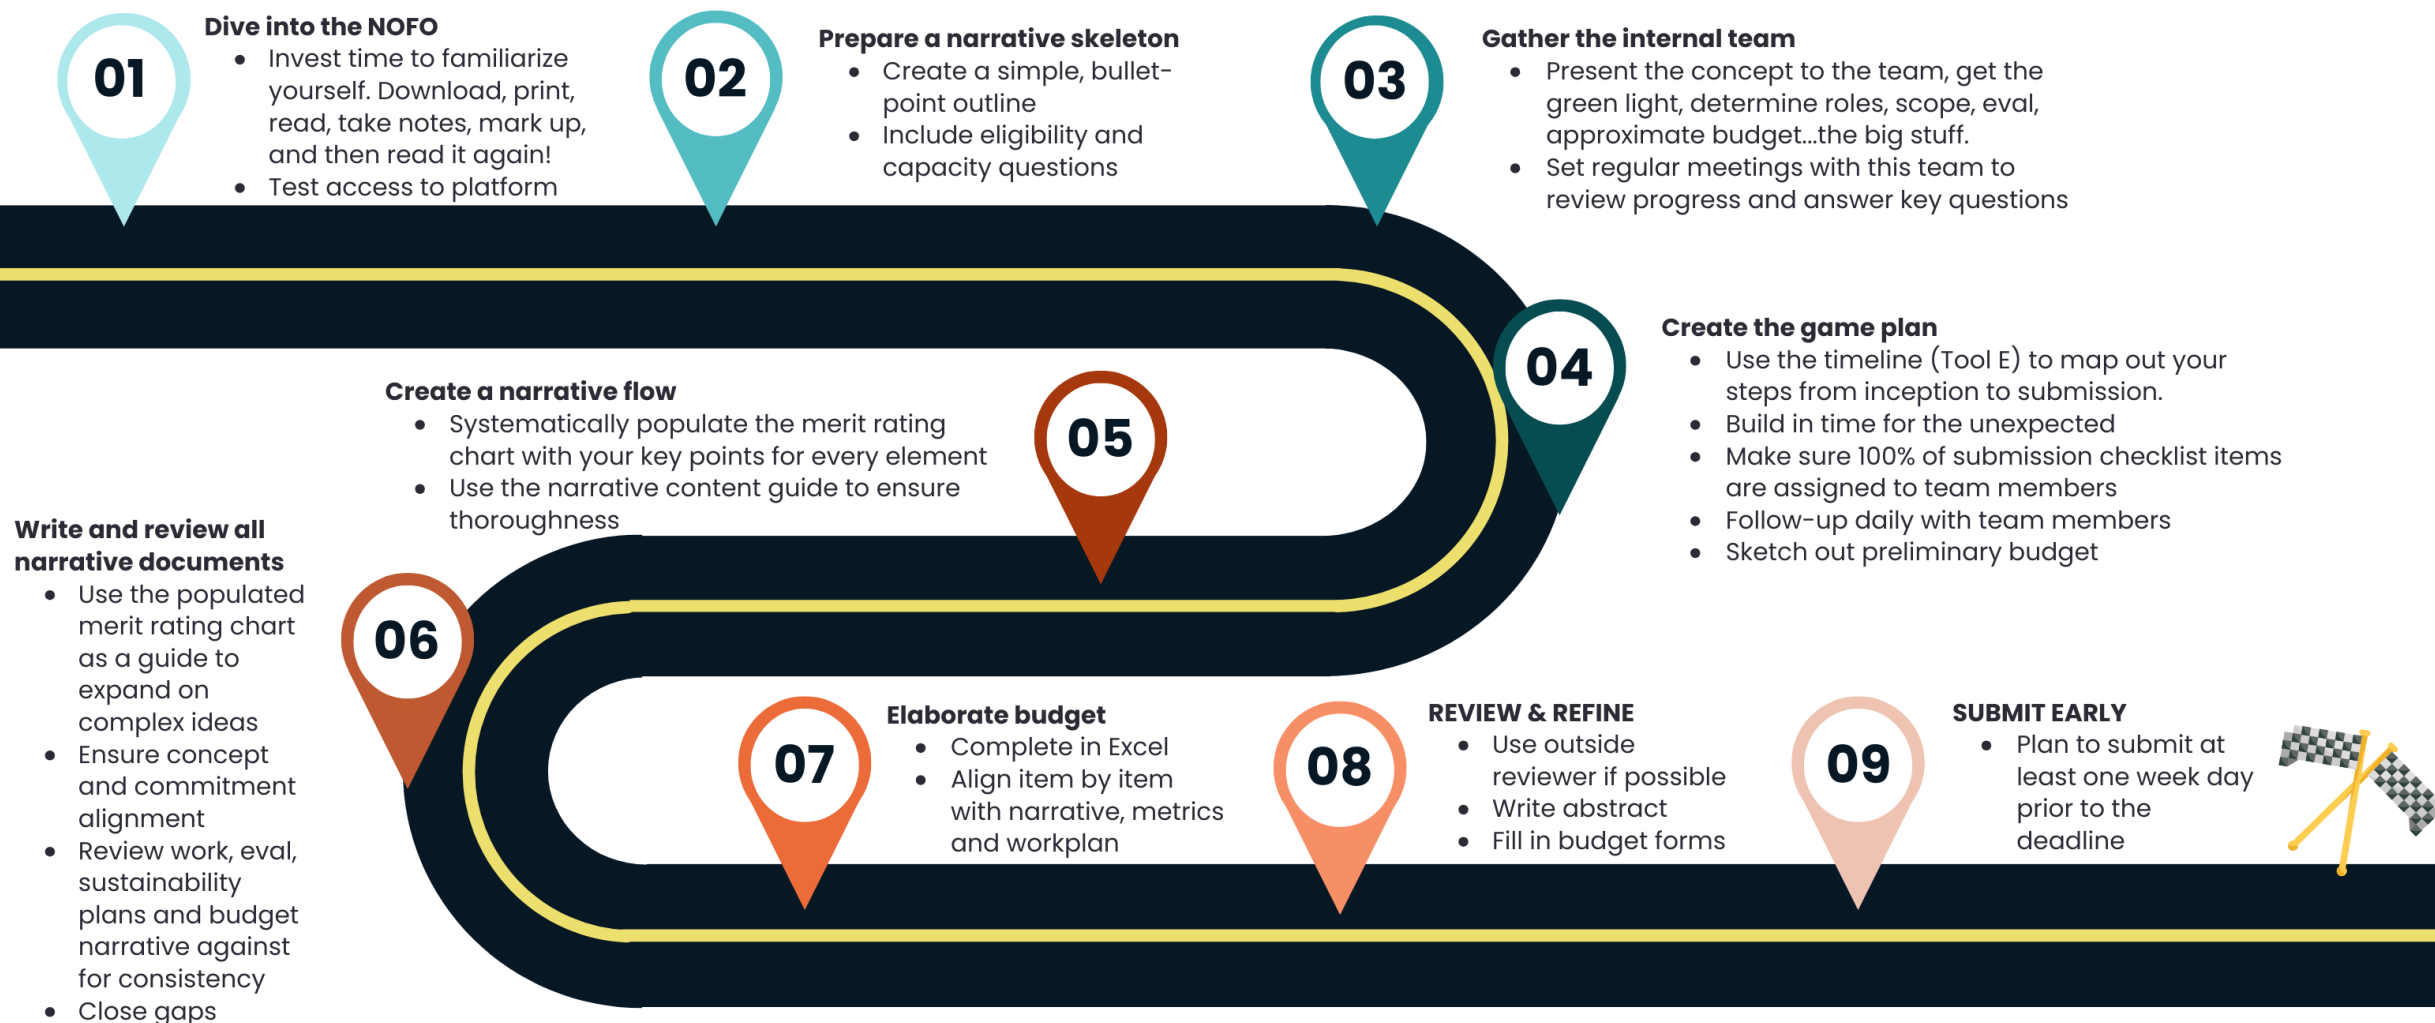 01
Dive into the NOFO
• Invest time to familiarize
yourself. Download, print,
read, take notes, mark up,
and then read it again!
• Test access to platform
02
Prepare a narrative skeleton
• Create a simple, bullet-
point outline
• Include eligibility and
capacity questions
03
Gather the internal team
• Present the concept to the team, get the
green light, determine roles, scope, eval,
approximate budget...the big stuff.
• Set regular meetings with this team to
review progress and answer key questions
04
Create the game plan
• Use the timeline (Tool E) to map out your
steps from inception to submission.
• Build in time for the unexpected
• Make sure 100% of submission checklist items
are assigned to team members
• Follow-up daily with team members
• Sketch out preliminary budget
05
Create a narrative flow
• Systematically populate the merit rating
chart with your key points for every element
• Use the narrative content guide to ensure
thoroughness
06
Write and review all
narrative documents
• Use the populated
merit rating chart
as a guide to
expand on
complex ideas
• Ensure concept
and commitment
alignment
• Review work, eval,
sustainability
plans and budget
narrative against
for consistency
• Close gaps
07
Elaborate budget
• Complete in Excel
• Align item by item
with narrative, metrics
and workplan
08
REVIEW & REFINE
• Use outside
reviewer if possible
• Write abstract
• Fill in budget forms
09
SUBMIT EARLY
• Plan to submit at
least one week day
prior to the
deadline